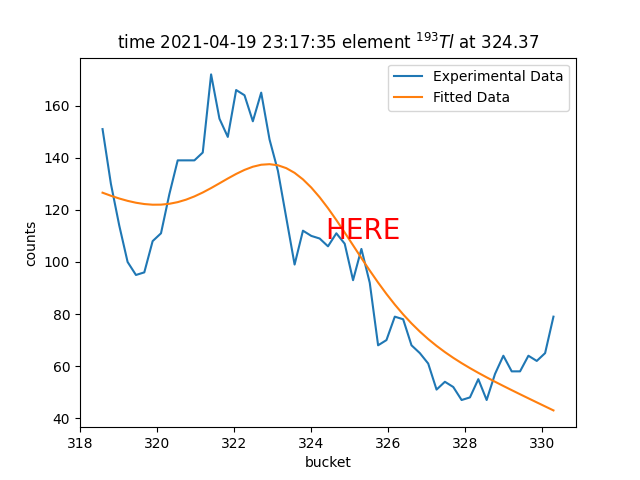 time 2021-04-19 23:17:35 element ¹⁹³Tl at 324.37
Experimental Data
Fitted Data
HERE
counts
160
140
120
100
80
60
40
318 320 322 324 326 328 330
bucket